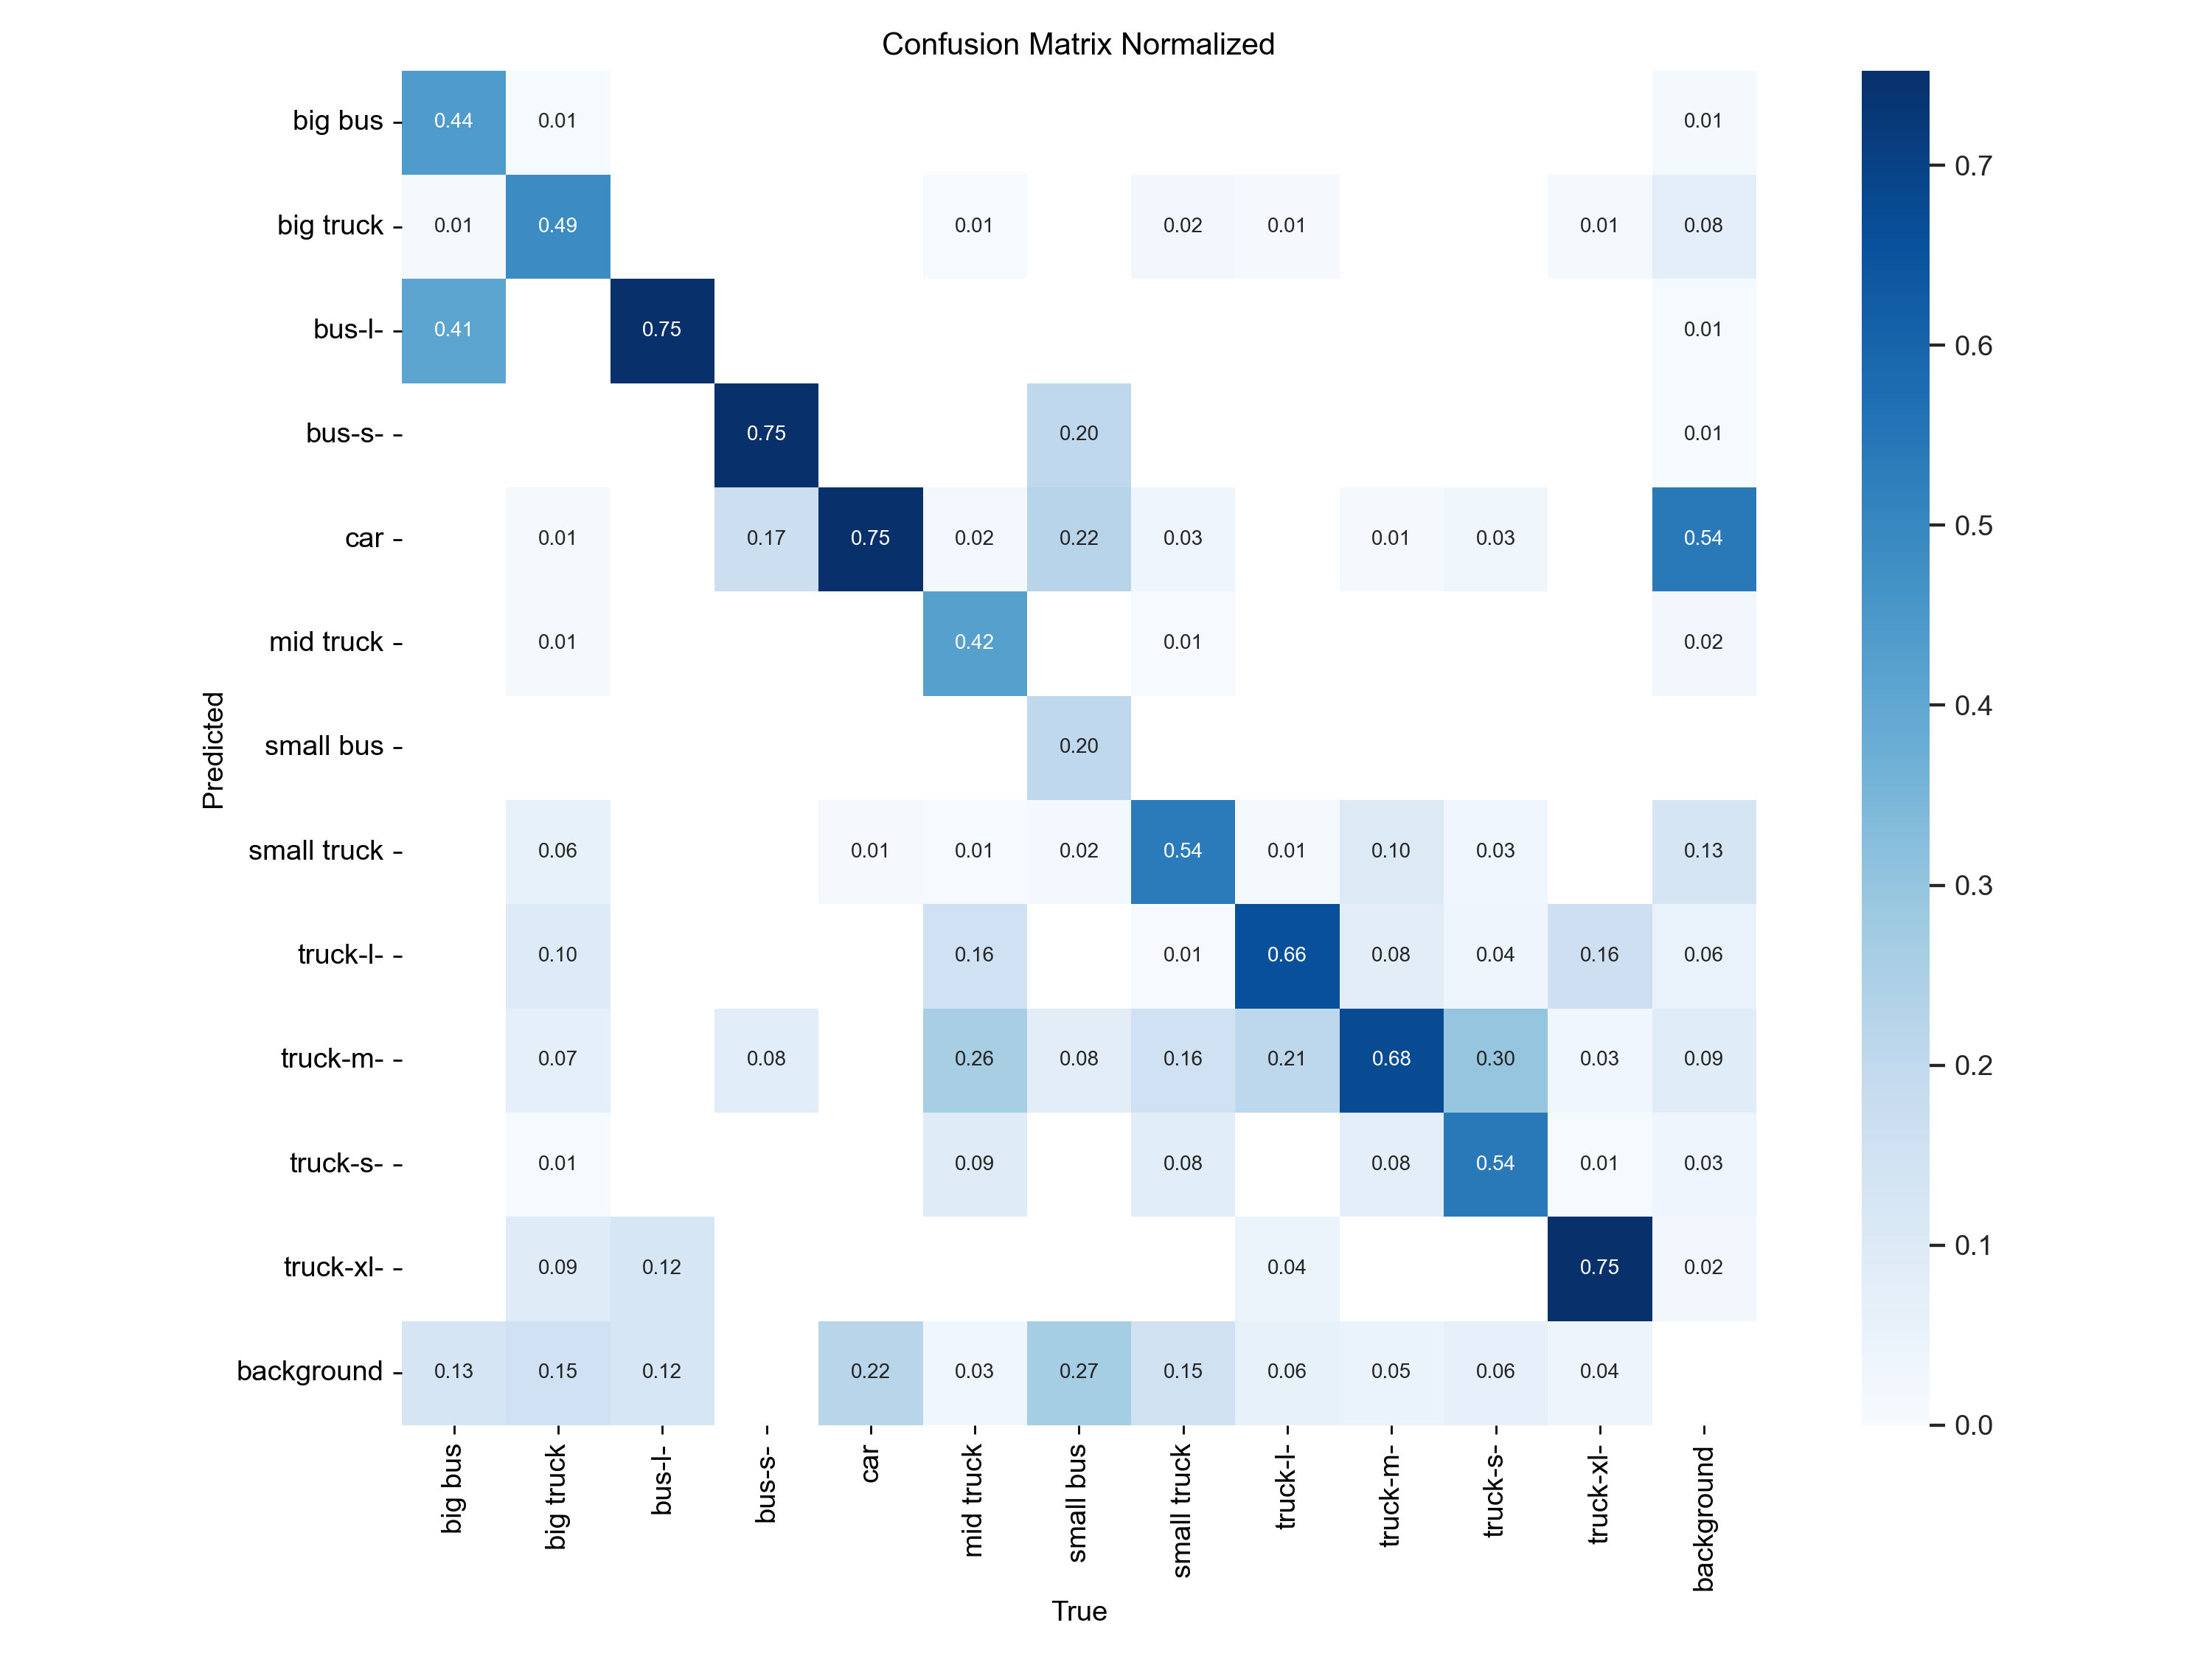 Confusion Matrix Normalized
big bus 0.44 0.01 0.01
big truck 0.01 0.49 0.01 0.02 0.01 0.01 0.08
bus-l- 0.41 0.75 0.01
bus-s- 0.75 0.20 0.01
car 0.01 0.17 0.75 0.02 0.22 0.03 0.01 0.03 0.54
mid truck 0.01 0.42 0.01 0.02
small bus 0.20
small truck 0.06 0.01 0.01 0.02 0.54 0.01 0.10 0.03 0.13
truck-l- 0.10 0.16 0.01 0.66 0.08 0.04 0.16 0.06
truck-m- 0.07 0.08 0.26 0.08 0.16 0.21 0.68 0.30 0.03 0.09
truck-s- 0.01 0.09 0.08 0.08 0.54 0.01 0.03
truck-xl- 0.09 0.12 0.04 0.75 0.02
background 0.13 0.15 0.12 0.22 0.03 0.27 0.15 0.06 0.05 0.06 0.04
Predicted
big bus
big truck
bus-l-
bus-s-
car
mid truck
small bus
small truck
truck-l-
truck-m-
truck-s-
truck-xl-
background
True
0.7
0.6
0.5
0.4
0.3
0.2
0.1
0.0